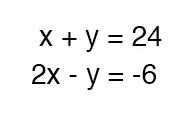 x + y = 24
2x - y = -6